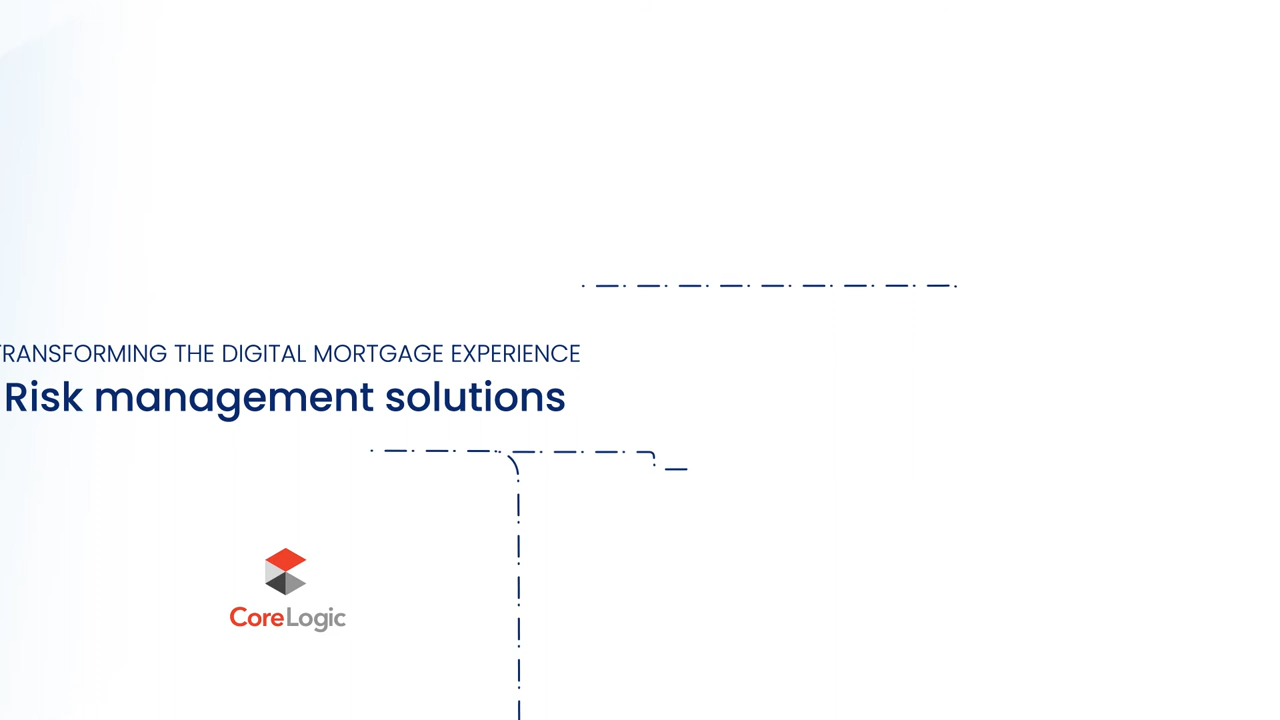 TRANSFORMING THE DIGITAL MORTGAGE EXPERIENCE
Risk management solutions
CoreLogic